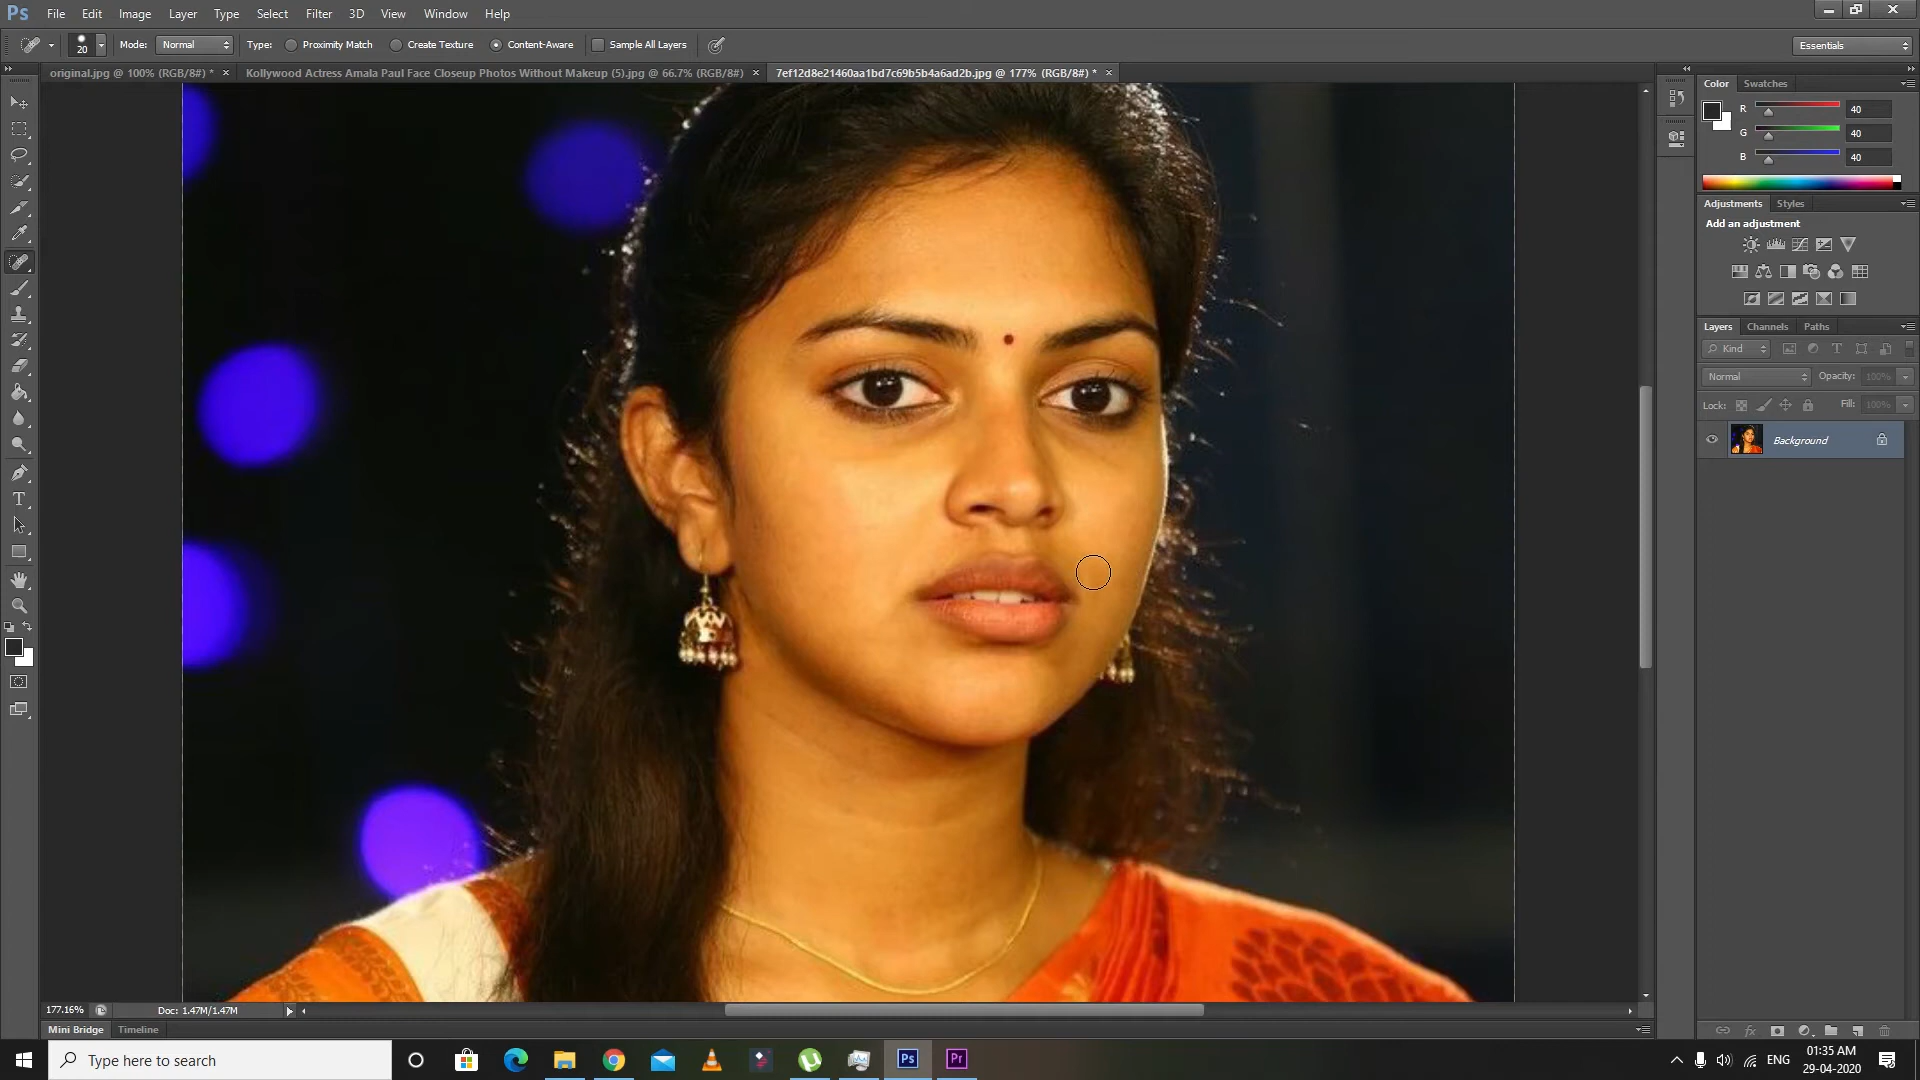 Ps File Edit Image Layer Type Select Filter 3D View Window Help
20 Mode: Normal Type: Proximity Match Create Texture Content-Aware Sample All Layers Essentials
original.jpg @ 100% (RGB/8#) * × Kollywood Actress Amala Paul Face Closeup Photos Without Makeup (5).jpg @ 66.7% (RGB/8#) × 7ef12d8e21460aa1bd7c69b5b4a6ad2b.jpg @ 177% (RGB/8#) * ×
Color Swatches
R 40
G 40
B 40
Adjustments Styles
Add an adjustment
Layers Channels Paths
Kind
Normal Opacity: 100%
Lock: Fill: 100%
Background
177.16% Doc: 1.47M/1.47M
Mini Bridge Timeline
Type here to search
Ps Pr
ENG
01:35 AM
29-04-2020